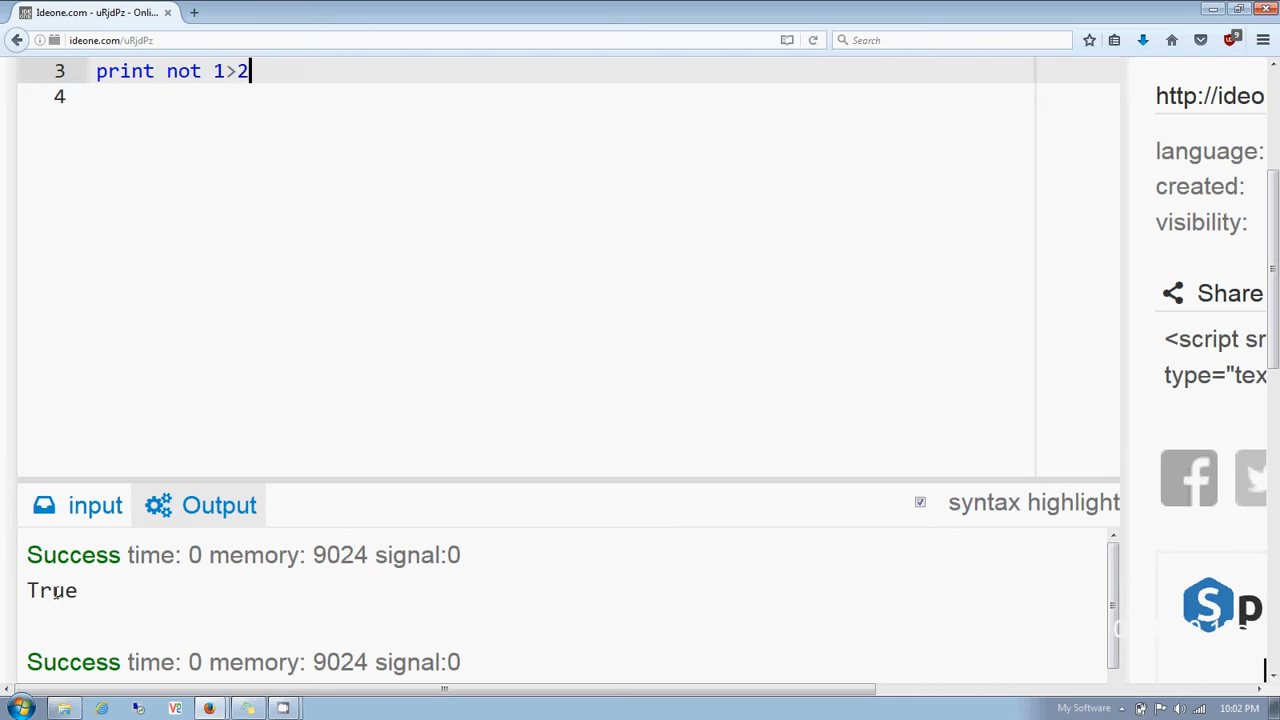 Ideone.com - uRjdPz - Onli...
ideone.com/uRjdPz
Search
9
3 print not 1>2
4
http://ideo
language:
created:
visibility:
Share
<script sr
type="tex
input
Output
syntax highlight
Success time: 0 memory: 9024 signal:0
True
Success time: 0 memory: 9024 signal:0
Sp
My Software
10:02 PM